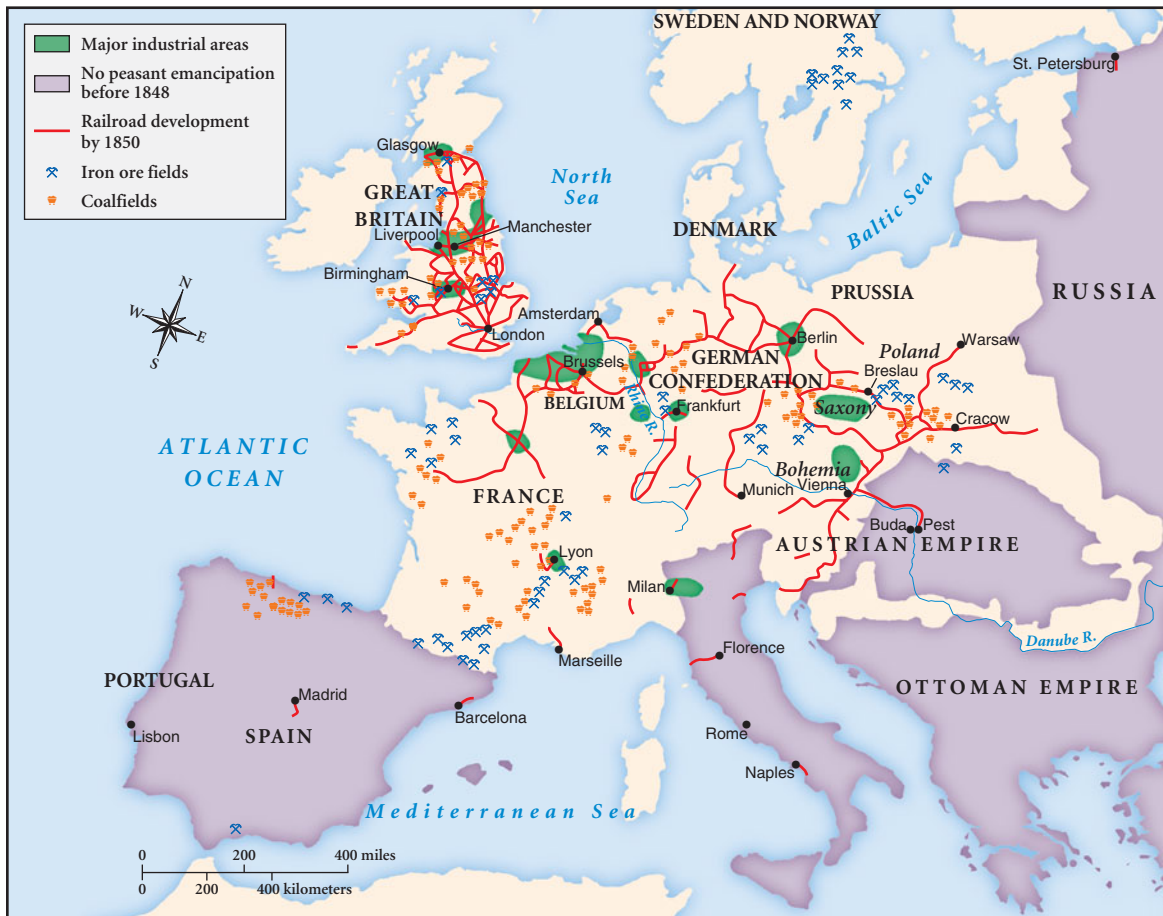 Major industrial areas
No peasant emancipation
before 1848
Railroad development
by 1850
Iron ore fields
Coalfields
SWEDEN AND NORWAY
St. Petersburg
Glasgow
North
Sea
GREAT
BRITAIN
Liverpool
Manchester
Birmingham
London
Baltic Sea
DENMARK
PRUSSIA
RUSSIA
N
W
E
S
Amsterdam
Berlin
Poland
Warsaw
GERMAN
CONFEDERATION
Brussels
BELGIUM
Rhine R.
Frankfurt
Breslau
Saxony
Cracow
ATLANTIC
OCEAN
Bohemia
Vienna
Munich
FRANCE
Buda
Pest
AUSTRIAN EMPIRE
Lyon
Milan
Danube R.
Marseille
Florence
OTTOMAN EMPIRE
PORTUGAL
Madrid
Barcelona
Lisbon
SPAIN
Rome
Naples
Mediterranean Sea
0 200 400 miles
0 200 400 kilometers